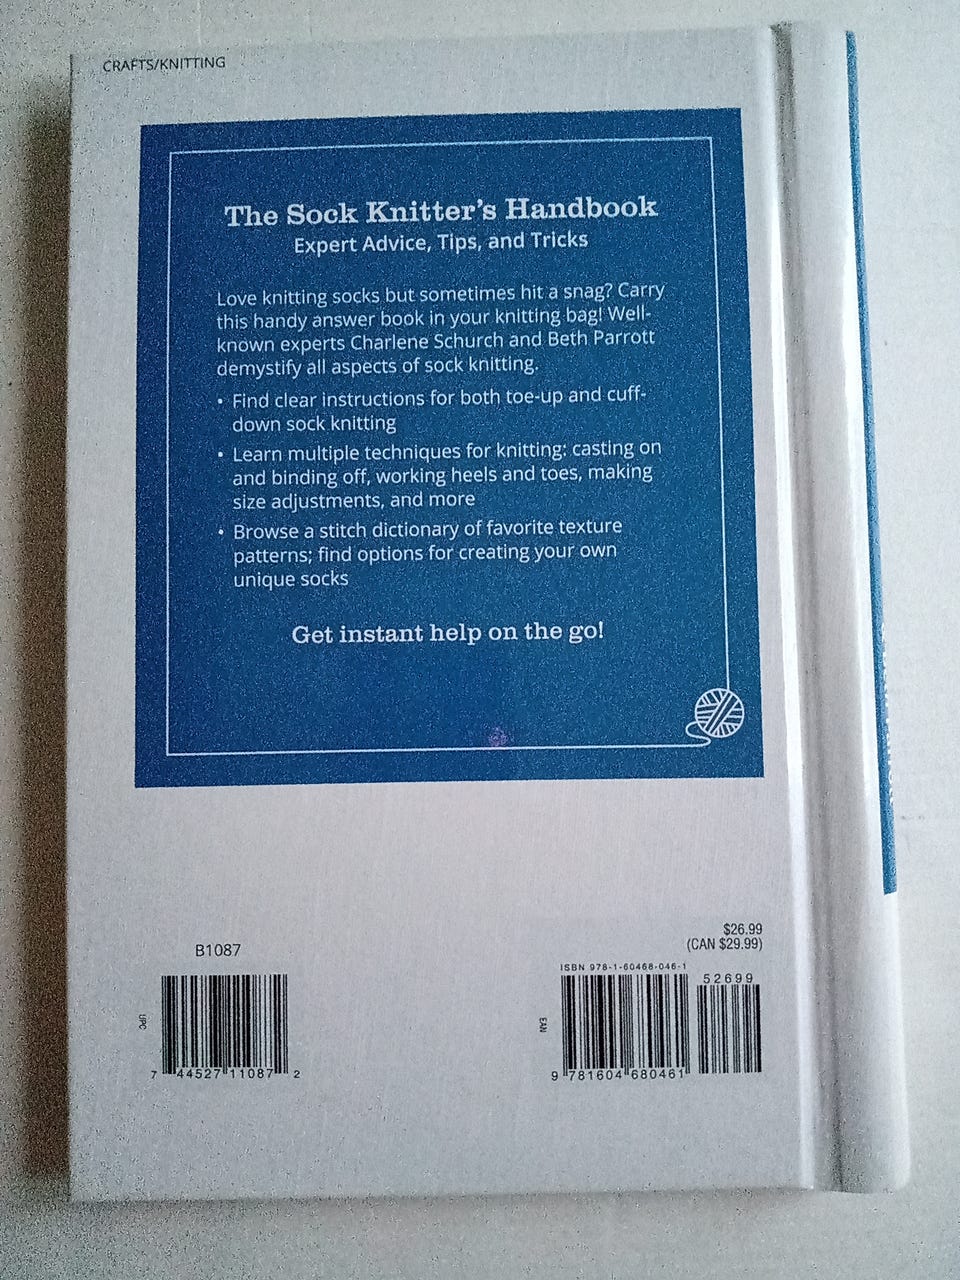 CRAFTS/KNITTING
The Sock Knitter's Handbook
Expert Advice, Tips, and Tricks
Love knitting socks but sometimes hit a snag? Carry
this handy answer book in your knitting bag! Well-
known experts Charlene Schurch and Beth Parrott
demystify all aspects of sock knitting.
• Find clear instructions for both toe-up and cuff-
down sock knitting
• Learn multiple techniques for knitting: casting on
and binding off, working heels and toes, making
size adjustments, and more
• Browse a stitch dictionary of favorite texture
patterns; find options for creating your own
unique socks
Get instant help on the go!
B1087
UPC
7 44527 11087 2
$26.99
(CAN $29.99)
ISBN 978-1-60468-046-1
52699
EAN
9 781604 680461